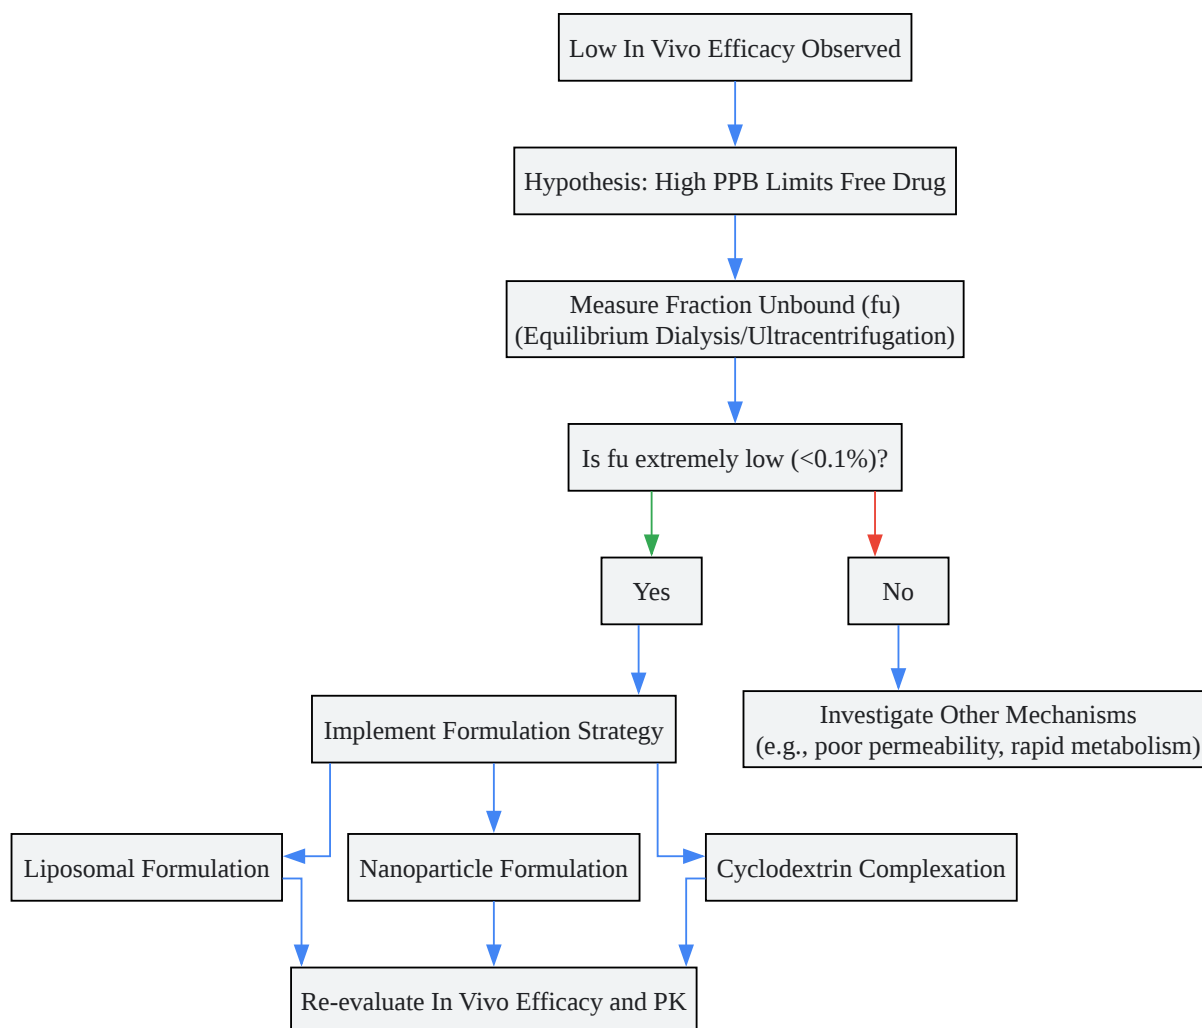 Low In Vivo Efficacy Observed
Hypothesis: High PPB Limits Free Drug
Measure Fraction Unbound (fu)
(Equilibrium Dialysis/Ultracentrifugation)
Is fu extremely low (<0.1%)?
Yes
No
Implement Formulation Strategy
Investigate Other Mechanisms
(e.g., poor permeability, rapid metabolism)
Liposomal Formulation
Nanoparticle Formulation
Cyclodextrin Complexation
Re-evaluate In Vivo Efficacy and PK